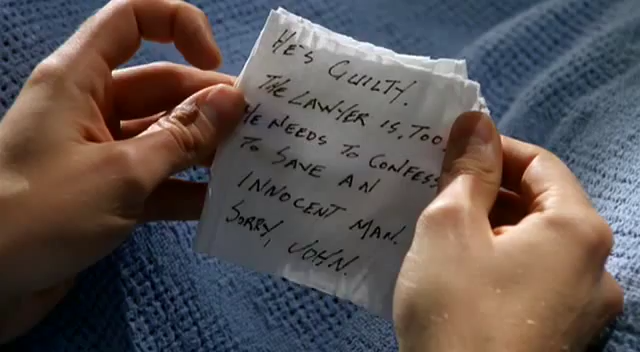 HE'S GUILTY.
THE LAWYER IS, TOO.
HE NEEDS TO CONFESS
TO SAVE AN
INNOCENT MAN.
SORRY, JOHN.